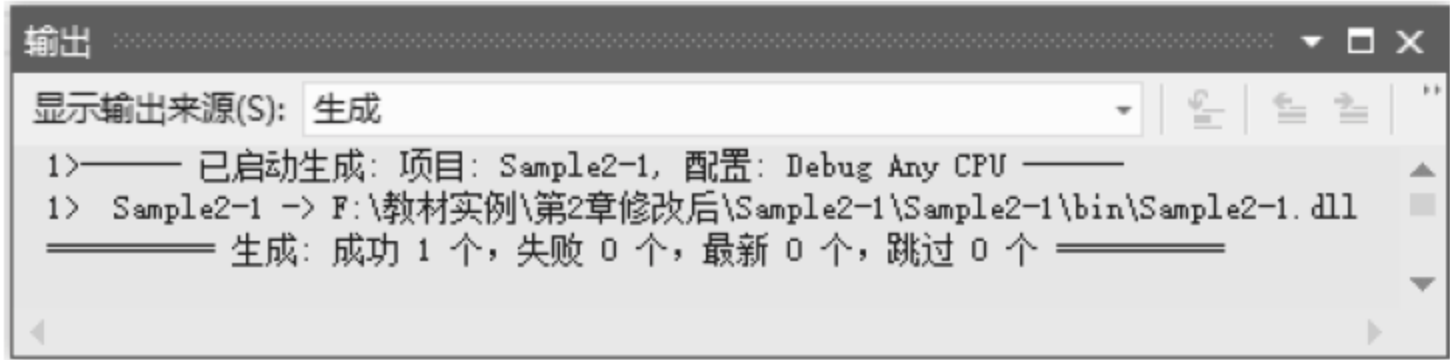 输出
显示输出来源(S): 生成
1>—— 已启动生成: 项目: Sample2-1, 配置: Debug Any CPU ——
1> Sample2-1 -> F:\教材实例\第2章修改后\Sample2-1\Sample2-1\bin\Sample2-1.dll
========== 生成: 成功 1 个，失败 0 个，最新 0 个，跳过 0 个 ==========